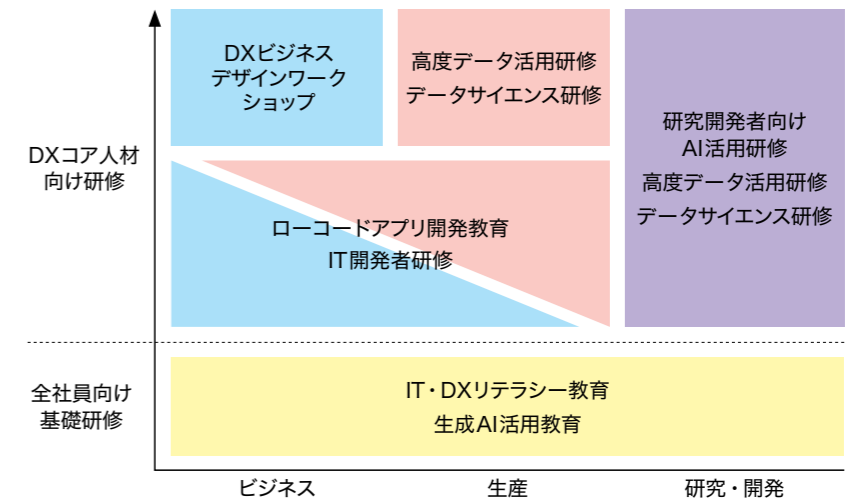 DXビジネス
デザインワーク
ショップ
高度データ活用研修
データサイエンス研修
研究開発者向け
AI活用研修
高度データ活用研修
データサイエンス研修
DXコア人材
向け研修
ローコードアプリ開発教育
IT開発者研修
全社員向け
基礎研修
IT・DXリテラシー教育
生成AI活用教育
ビジネス
生産
研究・開発